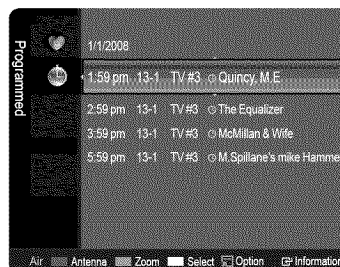 Programmed
1/1/2008
1:59 pm 13-1 TV #3 Quincy, M.E
2:59 pm 13-1 TV #3 The Equalizer
3:59 pm 13-1 TV #3 McMillan & Wife
5:59 pm 13-1 TV #3 M.Spillane's mike Hamme
Air Antenna Zoom Select Option Information